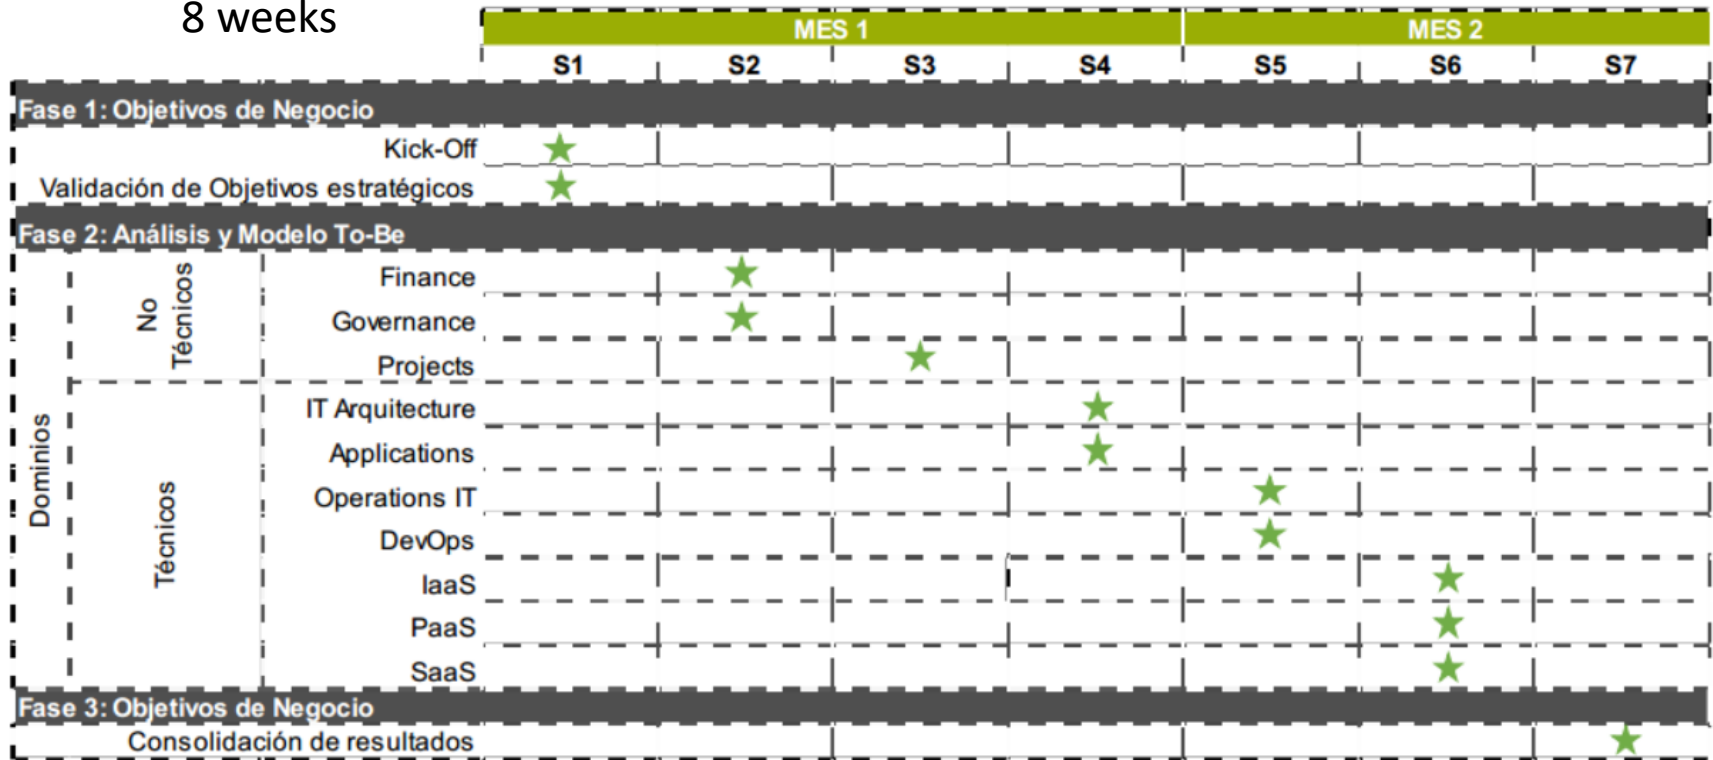 8 weeks
MES 1 MES 2
S1 S2 S3 S4 S5 S6 S7
Fase 1: Objetivos de Negocio
Kick-Off
Validación de Objetivos estratégicos
Fase 2: Análisis y Modelo To-Be
Dominios
No
Técnicos
Finance
Governance
Projects
Técnicos
IT Arquitecture
Applications
Operations IT
DevOps
IaaS
PaaS
SaaS
Fase 3: Objetivos de Negocio
Consolidación de resultados